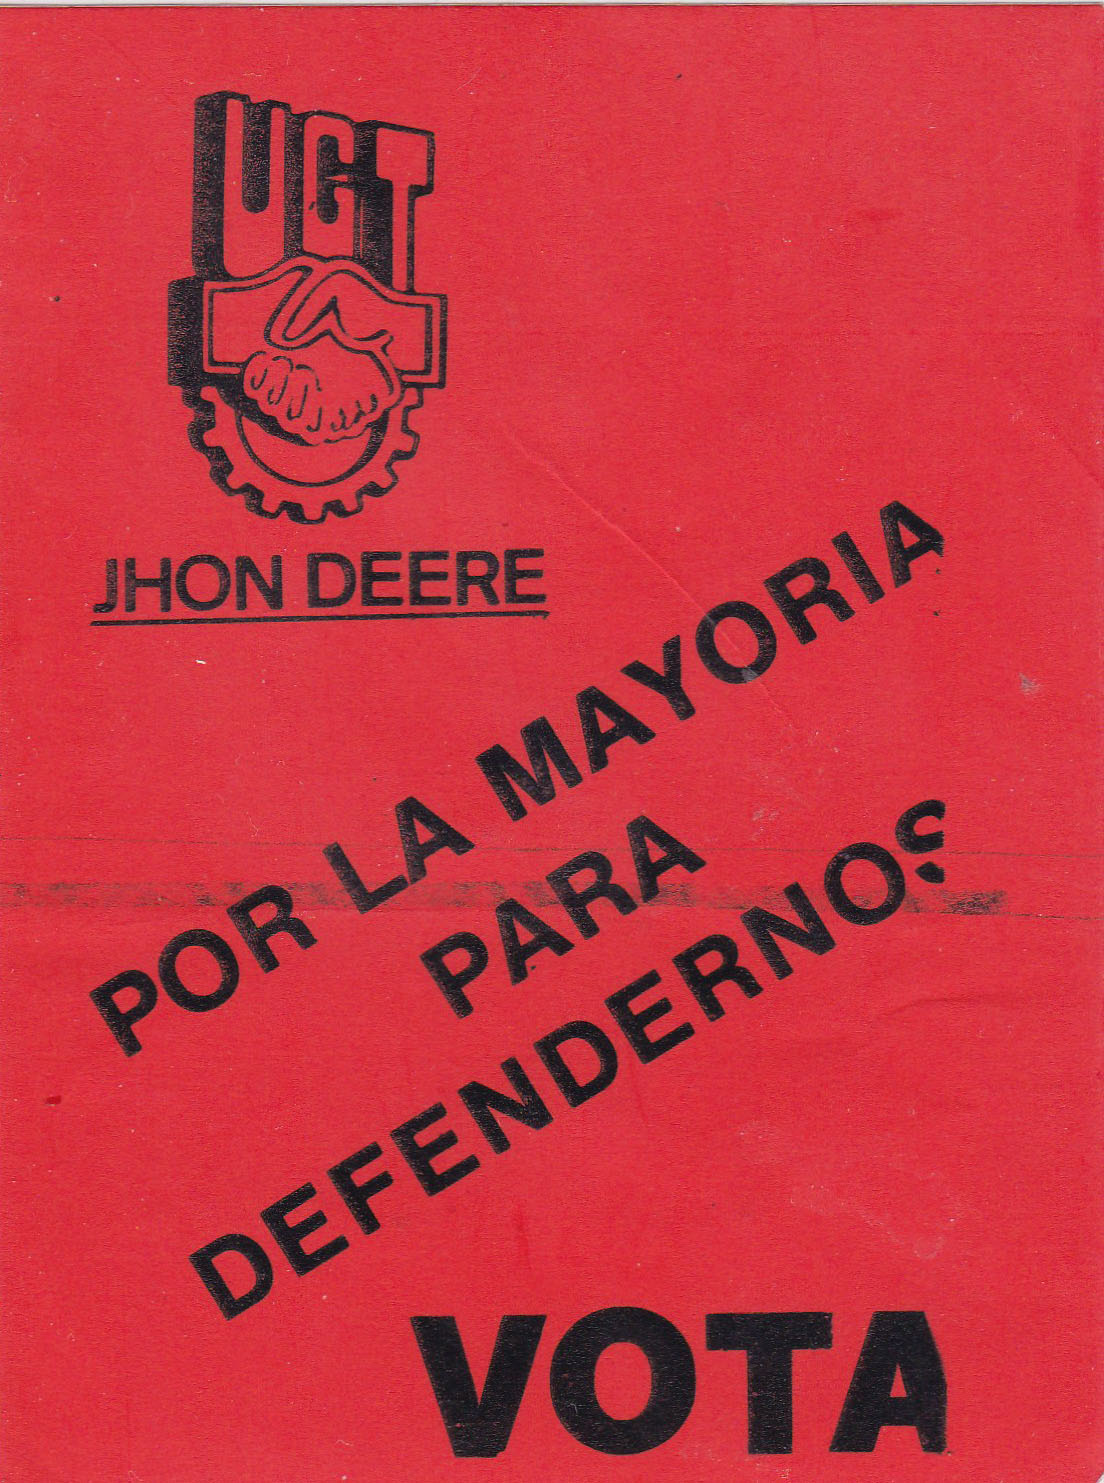 UGT
JHON DEERE
POR LA MAYORIA
PARA
DEFENDERNOS
VOTA